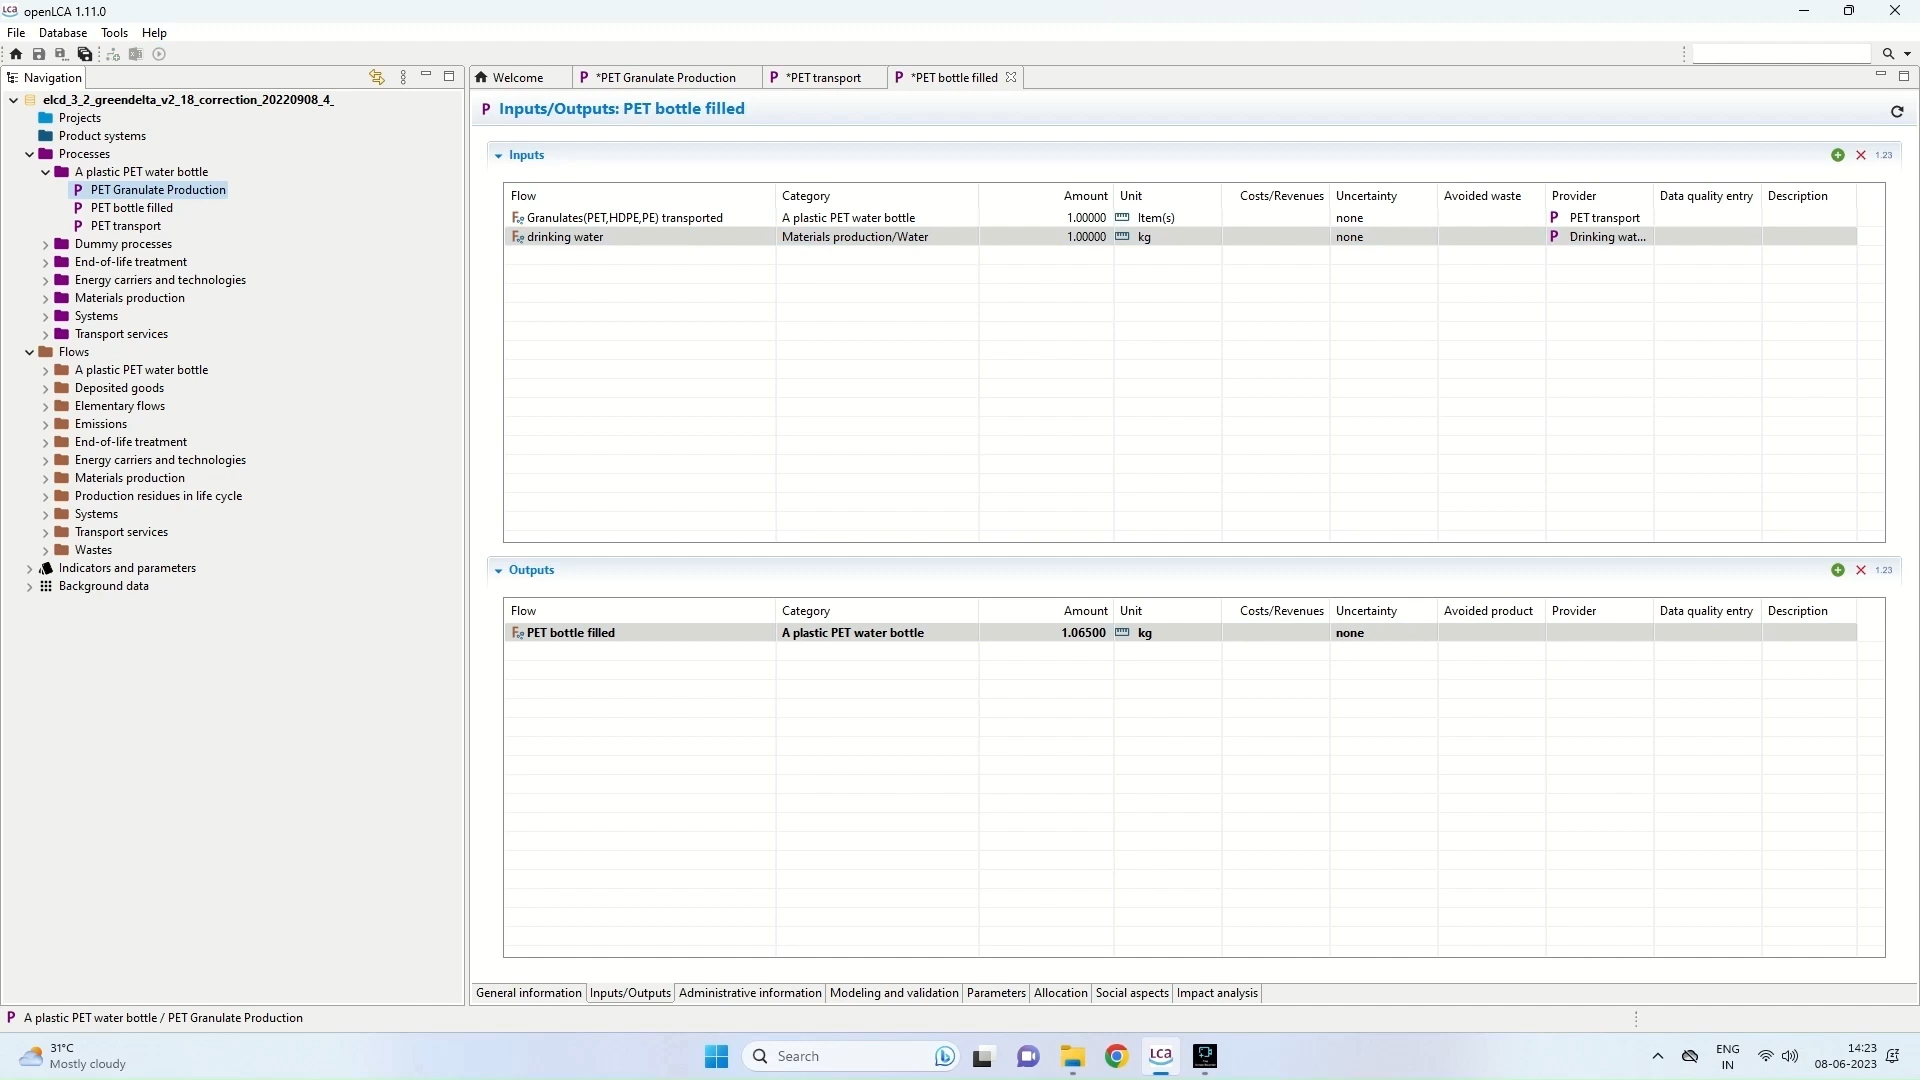 LCA openLCA 1.11.0
File Database Tools Help
Navigation
elcd_3_2_greendelta_v2_18_correction_20220908_4_
Projects
Product systems
Processes
A plastic PET water bottle
P PET Granulate Production
P PET bottle filled
P PET transport
Dummy processes
End-of-life treatment
Energy carriers and technologies
Materials production
Systems
Transport services
Flows
A plastic PET water bottle
Deposited goods
Elementary flows
Emissions
End-of-life treatment
Energy carriers and technologies
Materials production
Production residues in life cycle
Systems
Transport services
Wastes
Indicators and parameters
Background data
Welcome P *PET Granulate Production P *PET transport P *PET bottle filled
P Inputs/Outputs: PET bottle filled
Inputs 1.23
Flow Category Amount Unit Costs/Revenues Uncertainty Avoided waste Provider Data quality entry Description
Granulates(PET,HDPE,PE) transported A plastic PET water bottle 1.00000 Item(s) none P PET transport
drinking water Materials production/Water 1.00000 kg none P Drinking wat...
Outputs 1.23
Flow Category Amount Unit Costs/Revenues Uncertainty Avoided product Provider Data quality entry Description
PET bottle filled A plastic PET water bottle 1.06500 kg none
General information Inputs/Outputs Administrative information Modeling and validation Parameters Allocation Social aspects Impact analysis
P A plastic PET water bottle / PET Granulate Production
31°C
Mostly cloudy
Search
LCA
ENG
IN
14:23
08-06-2023